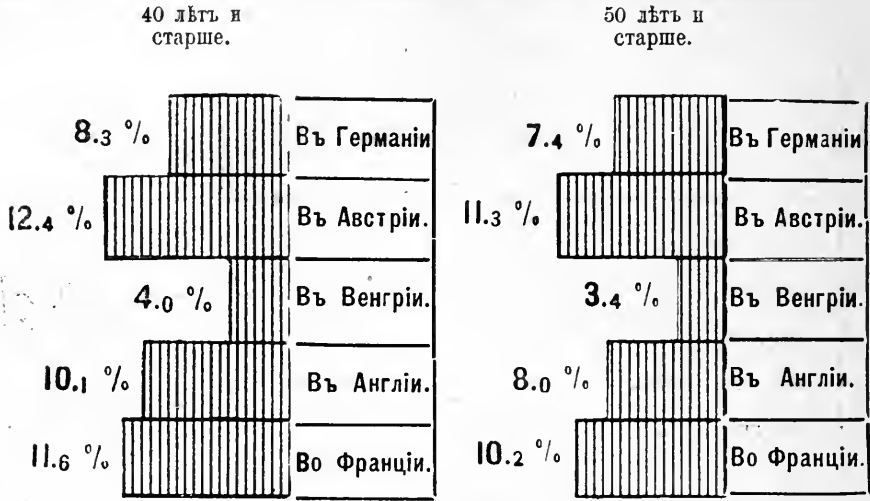 40 лѣтъ и
старше.
8.3 % Въ Германіи
12.4 % Въ Австріи.
4.0 % Въ Венгріи.
10.1 % Въ Англіи.
11.6 % Во Франціи.
50 лѣтъ и
старше.
7.4 % Въ Германіи
11.3 % Въ Австріи.
3.4 % Въ Венгріи.
8.0 % Въ Англіи.
10.2 % Во Франціи.